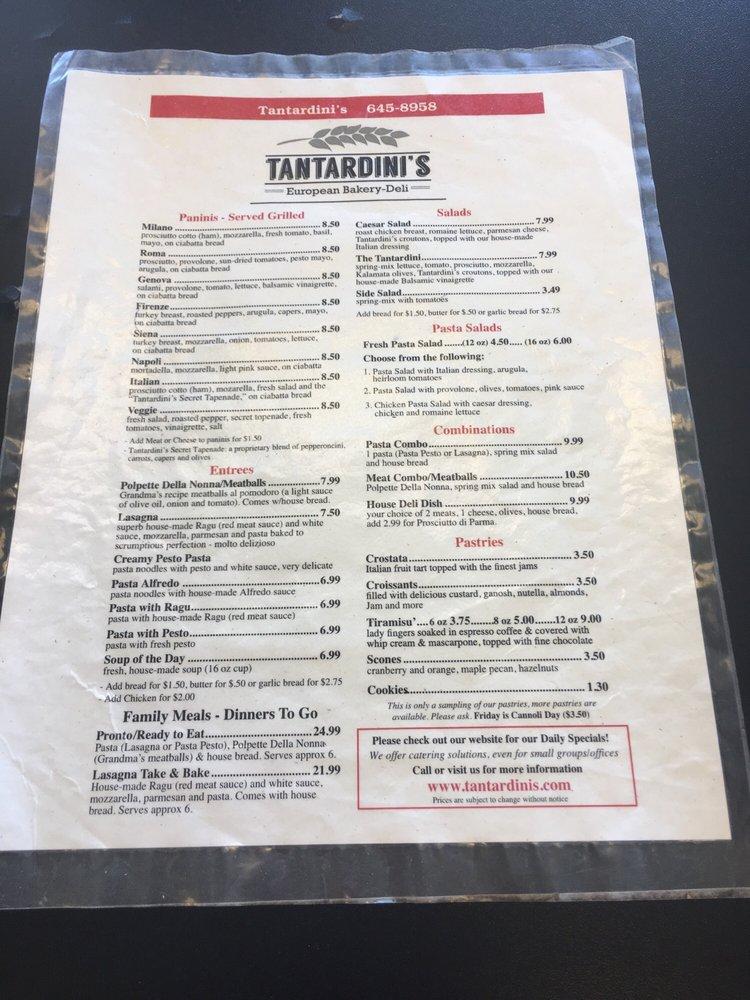 Tantardini's 645-8958
TANTARDINI'S
European Bakery-Deli
Paninis - Served Grilled
Milano 8.50
prosciutto cotto (ham), mozzarella, fresh tomato, basil,
mayo, on ciabatta bread
Roma 8.50
prosciutto, provolone, sun-dried tomatoes, pesto mayo,
arugula, on ciabatta bread
Genova 8.50
salami, provolone, tomato, lettuce, balsamic vinaigrette,
on ciabatta bread
Firenze 8.50
turkey breast, roasted peppers, arugula, capers, mayo,
on ciabatta bread
Siena 8.50
turkey breast, mozzarella, onion, tomatoes, lettuce,
on ciabatta bread
Napoli 8.50
mortadella, mozzarella, light pink sauce, on ciabatta
Italian 8.50
prosciutto cotto (ham), mozarella, fresh salad and the
"Tantardini's Secret Tapenade," on ciabatta bread
Veggie 8.50
fresh salad, roasted pepper, secret topenade, fresh
tomatoes, vinaigrette, salt
- Add Meat or Cheese to paninis for $1.50
- Tantardini's Secret Tapenade: a proprietary blend of pepperoncini,
carrots, capers and olives
Entrees
Polpette Della Nonna/Meatballs 7.99
Grandma's recipe meatballs al pomodoro (a light sauce
of olive oil, onion and tomato). Comes w/house bread.
Lasagna 7.50
superb house-made Ragu (red meat sauce) and white
sauce, mozzarella, parmesan and pasta baked to
scrumptious perfection - molto delizioso
Creamy Pesto Pasta
pasta noodles with pesto and white sauce, very delicate
Pasta Alfredo 6.99
pasta noodles with house-made Alfredo sauce
Pasta with Ragu 6.99
pasta with house-made Ragu (red meat sauce)
Pasta with Pesto 6.99
pasta with fresh pesto
Soup of the Day 6.99
fresh, house-made soup (16 oz cup)
- Add bread for $1.50, butter for $.50 or garlic bread for $2.75
- Add Chicken for $2.00
Family Meals - Dinners To Go
Pronto/Ready to Eat 24.99
Pasta (Lasagna or Pasta Pesto), Polpette Della Nonna
(Grandma's meatballs) & house bread. Serves approx 6.
Lasagna Take & Bake 21.99
House-made Ragu (red meat sauce) and white sauce,
mozzarella, parmesan and pasta. Comes with house
bread. Serves approx 6.
Salads
Caesar Salad 7.99
roast chicken breast, romaine lettuce, parmesan cheese,
Tantardini's croutons, topped with our house-made
Italian dressing
The Tantardini 7.99
spring-mix lettuce, tomato, prosciutto, mozzarella,
Kalamata olives, Tantardini's croutons, topped with our
house-made Balsamic vinaigrette
Side Salad 3.49
spring-mix with tomatoes
Add bread for $1.50, butter for $.50 or garlic bread for $2.75
Pasta Salads
Fresh Pasta Salad .......(12 oz) 4.50..... (16 oz) 6.00
Choose from the following:
1. Pasta Salad with Italian dressing, arugula,
heirloom tomatoes
2. Pasta Salad with provolone, olives, tomatoes, pink sauce
3. Chicken Pasta Salad with caesar dressing,
chicken and romaine lettuce
Combinations
Pasta Combo 9.99
1 pasta (Pasta Pesto or Lasagna), spring mix salad
and house bread
Meat Combo/Meatballs 10.50
Polpette Della Nonna, spring mix salad and house bread
House Deli Dish 9.99
your choice of 2 meats, 1 cheese, olives, house bread,
add 2.99 for Prosciutto di Parma.
Pastries
Crostata 3.50
Italian fruit tart topped with the finest jams
Croissants 3.50
filled with delicious custard, ganosh, nutella, almonds,
Jam and more
Tiramisu'....6 oz 3.75........8 oz 5.00.......12 oz 9.00
lady fingers soaked in espresso coffee & covered with
whip cream & mascarpone, topped with fine chocolate
Scones 3.50
cranberry and orange, maple pecan, hazelnuts
Cookies 1.30
This is only a sampling of our pastries, more pastries are
available. Please ask. Friday is Cannoli Day ($3.50)
Please check out our website for our Daily Specials!
We offer catering solutions, even for small groups/offices
Call or visit us for more information
www.tantardinis.com
Prices are subject to change without notice